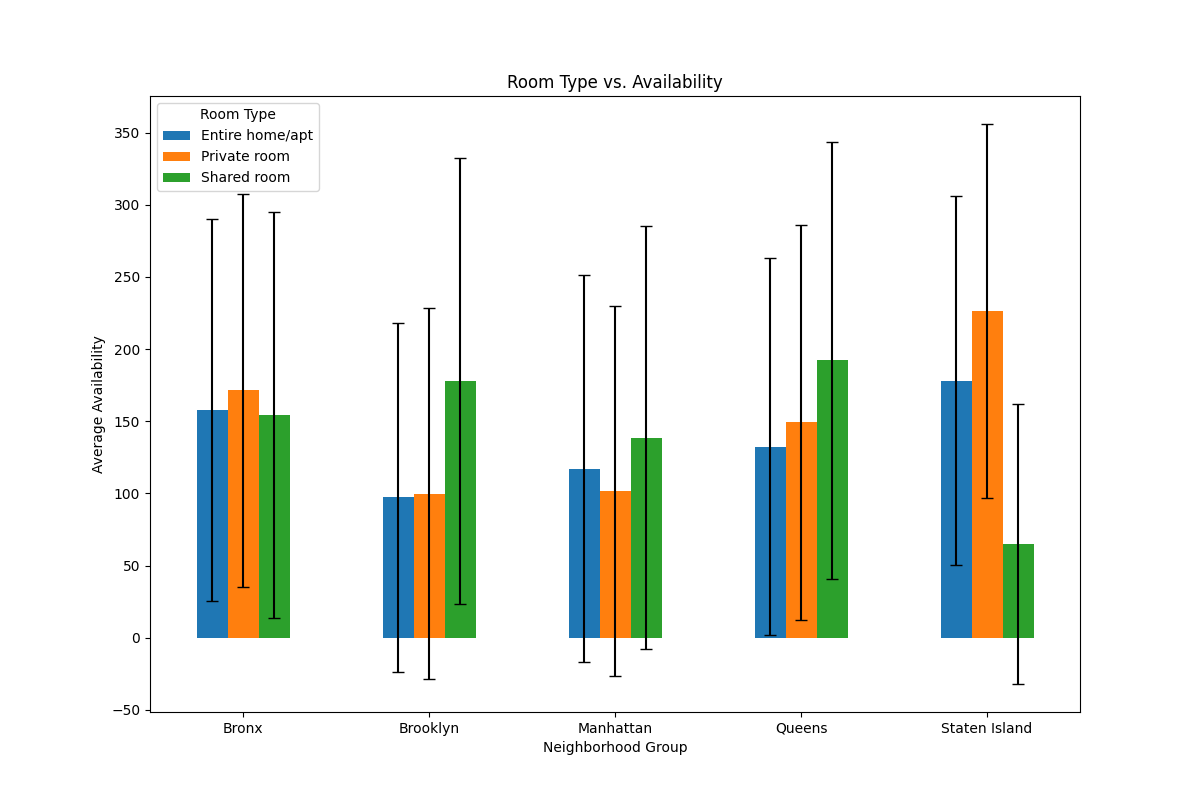 Room Type vs. Availability
Room Type
Entire home/apt
Private room
Shared room
350
300
250
200
150
100
50
0
−50
Average Availability
Bronx
Brooklyn
Manhattan
Queens
Staten Island
Neighborhood Group